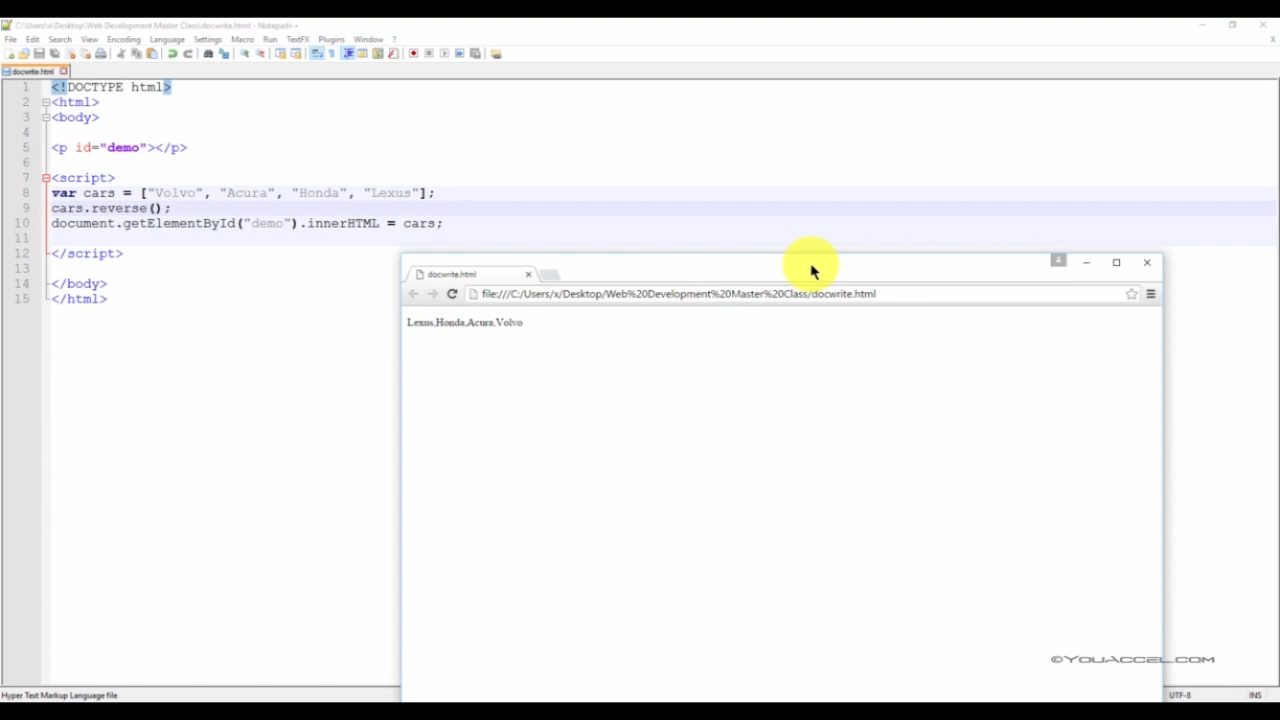 C:\Users\x\Desktop\Web Development Master Class\docwrite.html - Notepad++
File Edit Search View Encoding Language Settings Macro Run TextFX Plugins Window ?
X
docwrite.html
1 <!DOCTYPE html>
2 <html>
3 <body>
4
5 <p id="demo"></p>
6
7 <script>
8 var cars = ["Volvo", "Acura", "Honda", "Lexus"];
9 cars.reverse();
10 document.getElementById("demo").innerHTML = cars;
11
12 </script>
13
14 </body>
15 </html>
docwrite.html
file:///C:/Users/x/Desktop/Web%20Development%20Master%20Class/docwrite.html
Lexus,Honda,Acura,Volvo
©YouAccel.com
Hyper Text Markup Language file
UTF-8
INS